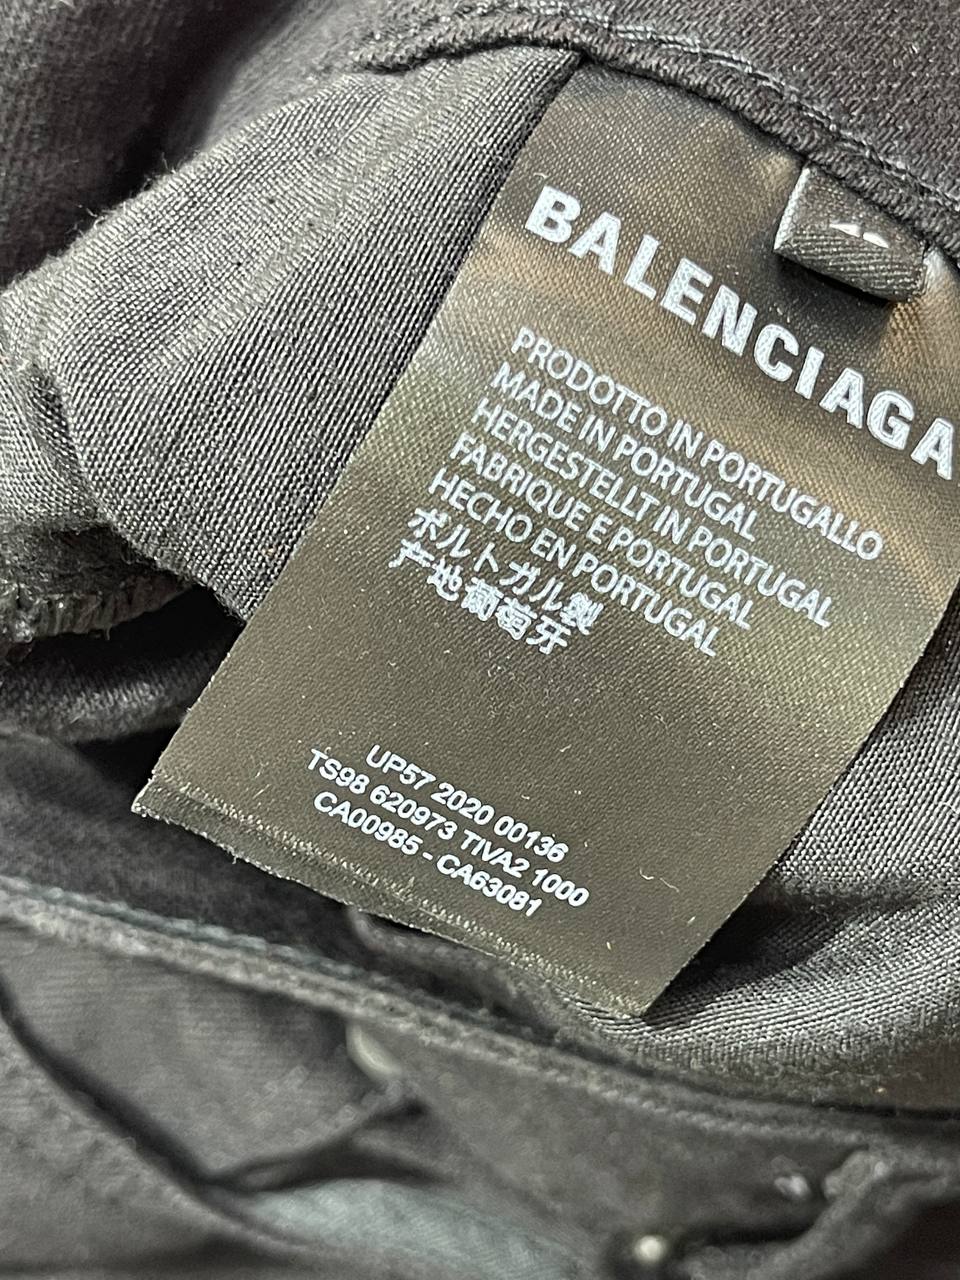 BALENCIAGA
PRODOTTO IN PORTUGALLO
MADE IN PORTUGAL
HERGESTELLT IN PORTUGAL
FABRIQUE E PORTUGAL
HECHO EN PORTUGAL
ポルトガル製
产地葡萄牙
UP57 2020 00136
TS98 620973 TIVA2 1000
CA00985 - CA63081